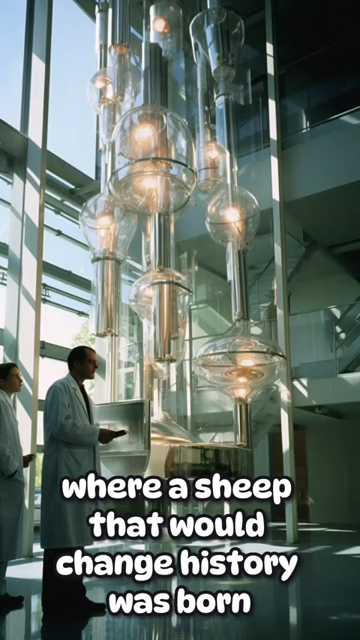 where a sheep
that would
change history
was born